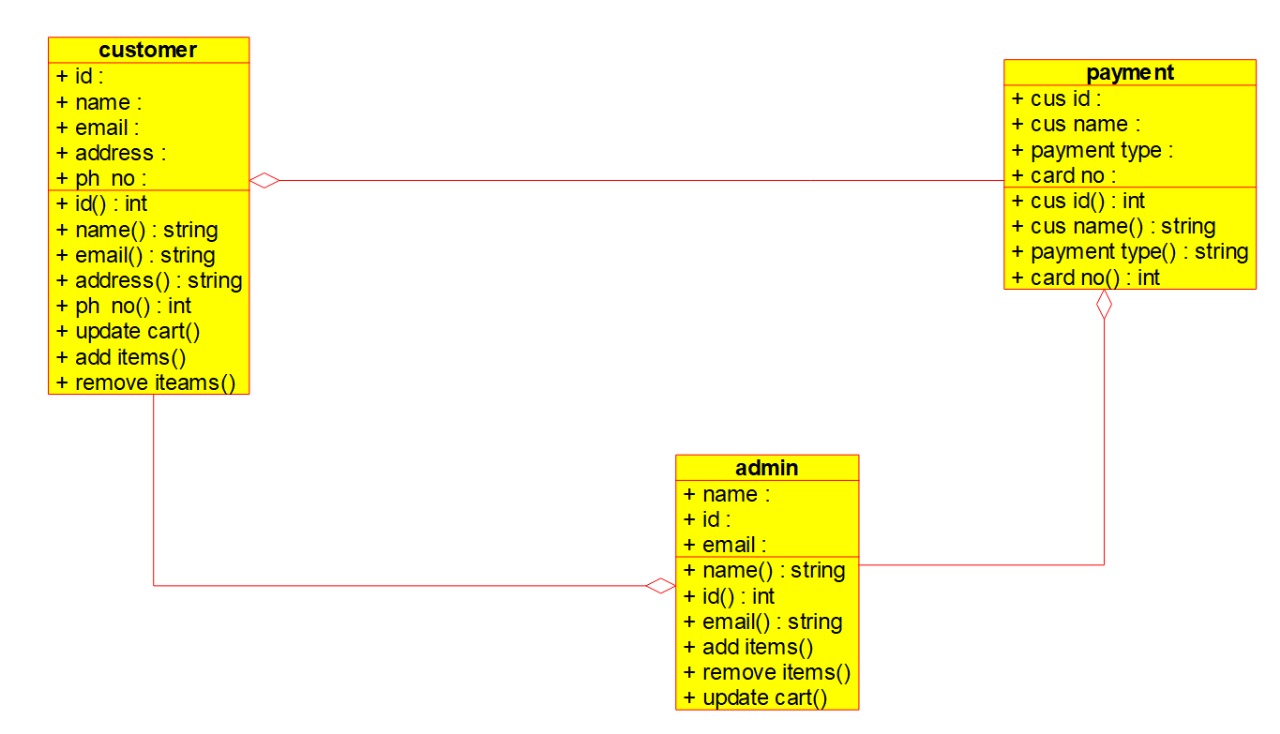 customer
+ id :
+ name :
+ email :
+ address :
+ ph  no :
+ id() : int
+ name() : string
+ email() : string
+ address() : string
+ ph  no() : int
+ update cart()
+ add items()
+ remove iteams()
payment
+ cus id :
+ cus name :
+ payment type :
+ card no :
+ cus id() : int
+ cus name() : string
+ payment type() : string
+ card no() : int
admin
+ name :
+ id :
+ email :
+ name() : string
+ id() : int
+ email() : string
+ add items()
+ remove items()
+ update cart()